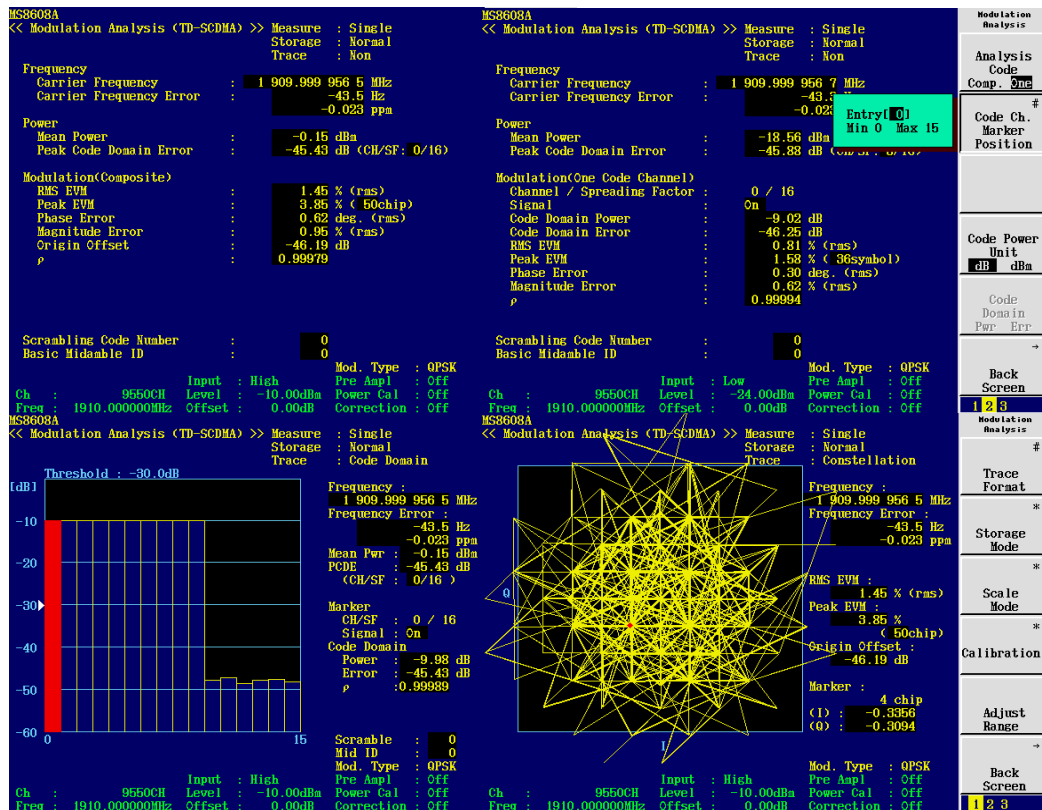 MS8608A
<< Modulation Analysis (TD-SCDMA) >> Measure : Single
Storage : Normal
Trace : Non
Frequency
Carrier Frequency : 1 909.999 956 5 MHz
Carrier Frequency Error : -43.5 Hz
-0.023 ppm
Power
Mean Power : -0.15 dBm
Peak Code Domain Error : -45.43 dB (CH/SF: 0/16)
Modulation(Composite)
RMS EVM : 1.45 % (rms)
Peak EVM : 3.85 % ( 50chip)
Phase Error : 0.62 deg. (rms)
Magnitude Error : 0.95 % (rms)
Origin Offset : -46.19 dB
ρ : 0.99979
Scrambling Code Number : 0
Basic Midamble ID : 0
Mod. Type : QPSK
Input : High Pre Ampl : Off
Ch : 9550CH Level : -10.00dBm Power Cal : Off
Freq : 1910.000000MHz Offset : 0.00dB Correction : Off
MS8608A
<< Modulation Analysis (TD-SCDMA) >> Measure : Single
Storage : Normal
Trace : Non
Frequency
Carrier Frequency : 1 909.999 956 7 MHz
Carrier Frequency Error : -43.3
-0.023
Entry[ 0]
Min 0 Max 15
Power
Mean Power : -18.56 dBm
Peak Code Domain Error : -45.88 dB
Modulation(One Code Channel)
Channel / Spreading Factor : 0 / 16
Signal : On
Code Domain Power : -9.02 dB
Code Domain Error : -46.25 dB
RMS EVM : 0.81 % (rms)
Peak EVM : 1.58 % ( 36symbol)
Phase Error : 0.30 deg. (rms)
Magnitude Error : 0.62 % (rms)
ρ : 0.99994
Scrambling Code Number : 0
Basic Midamble ID : 0
Mod. Type : QPSK
Input : Low Pre Ampl : Off
Ch : 9550CH Level : -24.00dBm Power Cal : Off
Freq : 1910.000000MHz Offset : 0.00dB Correction : Off
Modulation
Analysis
Analysis
Code
Comp. One
#
Code Ch.
Marker
Position
Code Power
Unit
dB dBm
Code
Domain
Pwr Err
→
Back
Screen
1 2 3
MS8608A
<< Modulation Analysis (TD-SCDMA) >> Measure : Single
Storage : Normal
Trace : Code Domain
Threshold : -30.0dB
[dB]
-10
-20
-30
-40
-50
-60
0 15
Frequency :
1 909.999 956 5 MHz
Frequency Error :
-43.5 Hz
-0.023 ppm
Mean Pwr : -0.15 dBm
PCDE : -45.43 dB
(CH/SF : 0/16 )
Marker
CH/SF : 0 / 16
Signal : On
Code Domain
Power : -9.98 dB
Error : -45.43 dB
ρ :0.99989
Scramble : 0
Mid ID : 0
Mod. Type : QPSK
Input : High Pre Ampl : Off
Ch : 9550CH Level : -10.00dBm Power Cal : Off
Freq : 1910.000000MHz Offset : 0.00dB Correction : Off
MS8608A
<< Modulation Analysis (TD-SCDMA) >> Measure : Single
Storage : Normal
Trace : Constellation
Q
I
Frequency :
1 909.999 956 5 MHz
Frequency Error :
-43.5 Hz
-0.023 ppm
RMS EVM :
1.45 % (rms)
Peak EVM :
3.85 %
( 50chip)
Origin Offset :
-46.19 dB
Marker :
4 chip
(I) : -0.3356
(Q) : -0.3094
Mod. Type : QPSK
Input : High Pre Ampl : Off
Ch : 9550CH Level : -10.00dBm Power Cal : Off
Freq : 1910.000000MHz Offset : 0.00dB Correction : Off
Modulation
Analysis
#
Trace
Format
*
Storage
Mode
*
Scale
Mode
*
Calibration
Adjust
Range
→
Back
Screen
1 2 3